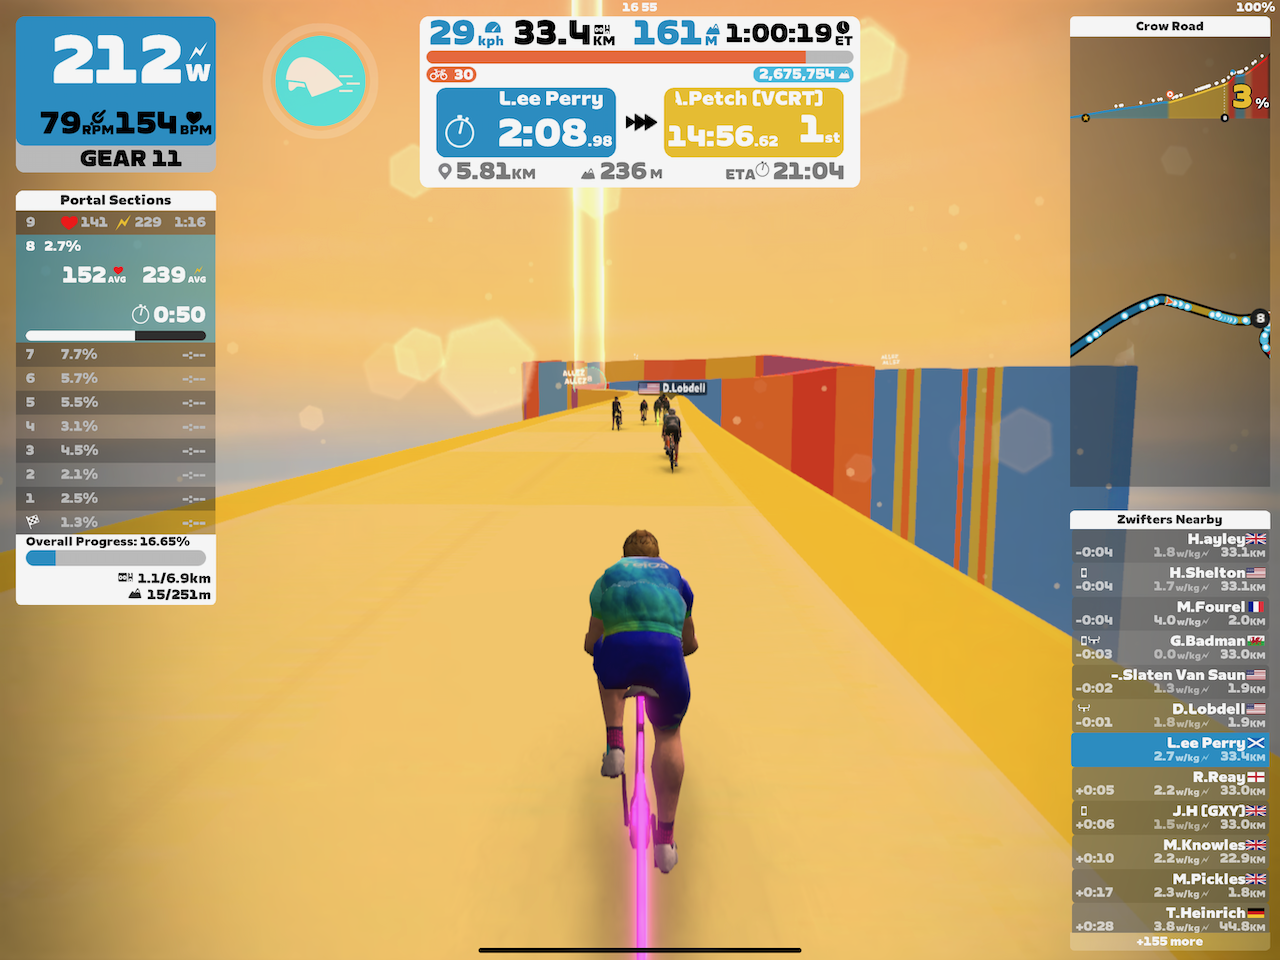 16 55
100%
212 W
79 RPM 154 BPM
GEAR 11
29 kph 33.4 KM 161 M 1:00:19 ET
30
2,675,754
L.ee Perry
2:08.98
\.Petch [VCRT]
14:56.62 1st
5.81KM 236 M ETA 21:04
Crow Road
3%
9
8
Portal Sections
9 141 229 1:16
8 2.7%
152 AVG 239 AVG
0:50
7 7.7% -:--
6 5.7% -:--
5 5.5% -:--
4 3.1% -:--
3 4.5% -:--
2 2.1% -:--
1 2.5% -:--
1.3% -:--
Overall Progress: 16.65%
1.1/6.9km
15/251m
ALLEZ
ALLEZ
D.Lobdell
ALLEZ
ALLEZ
Zwifters Nearby
H.ayley
-0:04 1.8w/kg 33.1KM
H.Shelton
-0:04 1.7w/kg 33.1KM
M.Fourel
-0:04 4.0w/kg 2.0KM
G.Badman
-0:03 0.0w/kg 33.0KM
-.Slaten Van Saun
-0:02 1.3w/kg 1.9KM
D.Lobdell
-0:01 1.8w/kg 1.9KM
L.ee Perry
2.7w/kg 33.4KM
R.Reay
+0:05 2.2w/kg 33.0KM
J.H [GXY]
+0:06 1.5w/kg 33.0KM
M.Knowles
+0:10 2.2w/kg 22.9KM
M.Pickles
+0:17 2.3w/kg 1.8KM
T.Heinrich
+0:28 3.8w/kg 44.8KM
+155 more